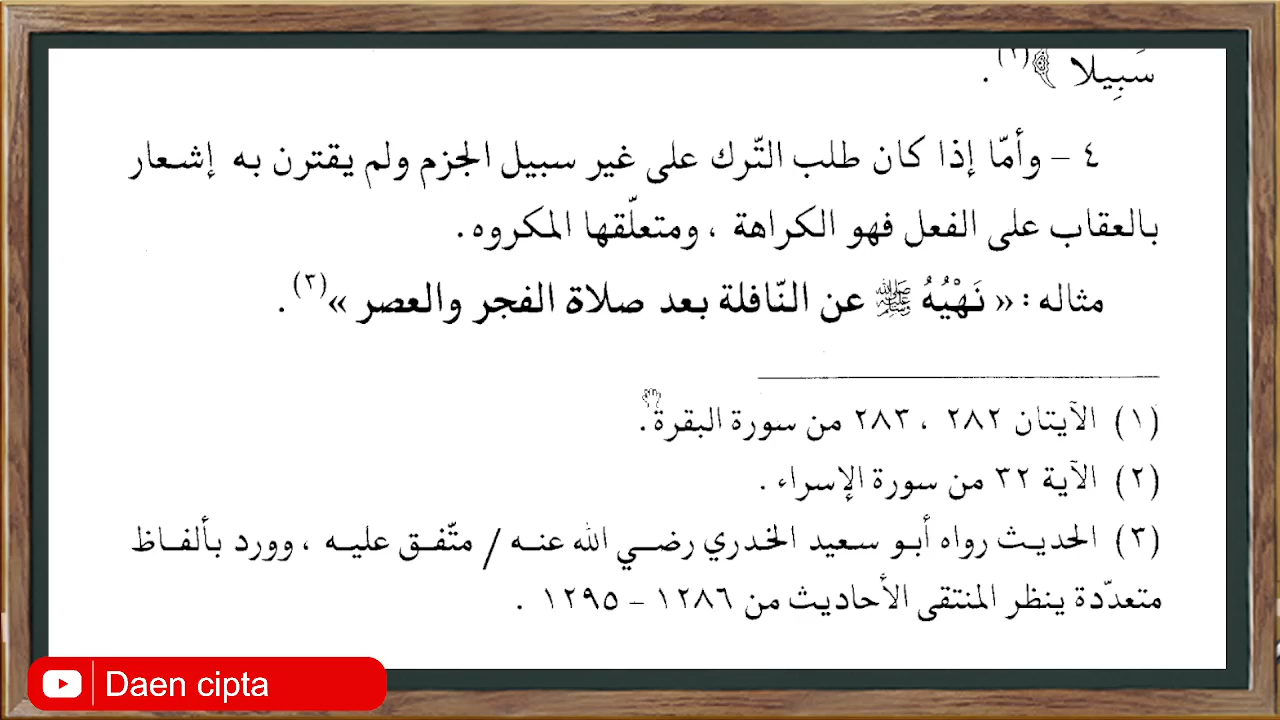 سَبِيلا ﴾(٢).
٤ – وأمّا إذا كان طلب التّرك على غير سبيل الجزم ولم يقترن به إشعار
بالعقاب على الفعل فهو الكراهة ، ومتعلّقها المكروه.
مثاله: « نَهْيُهُ ﷺ عن النّافلة بعد صلاة الفجر والعصر »(٣).
(١) الآيتان ٢٨٢ ، ٢٨٣ من سورة البقرة.
(٢) الآية ٣٢ من سورة الإسراء .
(٣) الحديث رواه أبو سعيد الخدري رضي الله عنه / متّفق عليه ، وورد بألفاظ
متعدّدة ينظر المنتقى الأحاديث من ١٢٨٦ – ١٢٩٥ .
Daen cipta